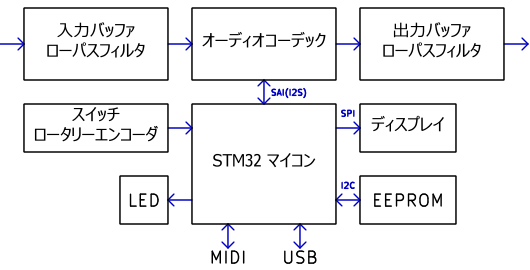 入力バッファ
ローパスフィルタ
オーディオコーデック
出力バッファ
ローパスフィルタ
SAI(I2S)
スイッチ
ロータリーエンコーダ
STM32 マイコン
SPI
ディスプレイ
LED
I2C
EEPROM
MIDI
USB